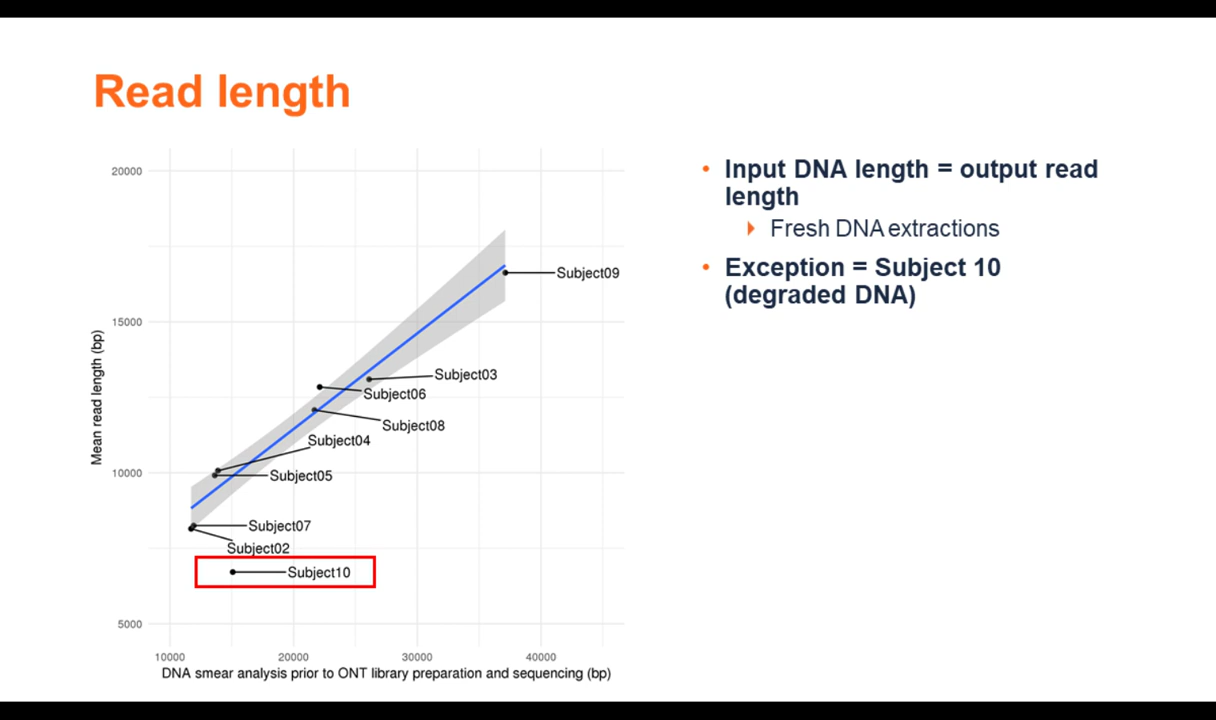 Read length
Input DNA length = output read
length
Fresh DNA extractions
Exception = Subject 10
(degraded DNA)
20000
15000
10000
5000
Mean read length (bp)
Subject09
Subject03
Subject06
Subject08
Subject04
Subject05
Subject07
Subject02
Subject10
10000 20000 30000 40000
DNA smear analysis prior to ONT library preparation and sequencing (bp)